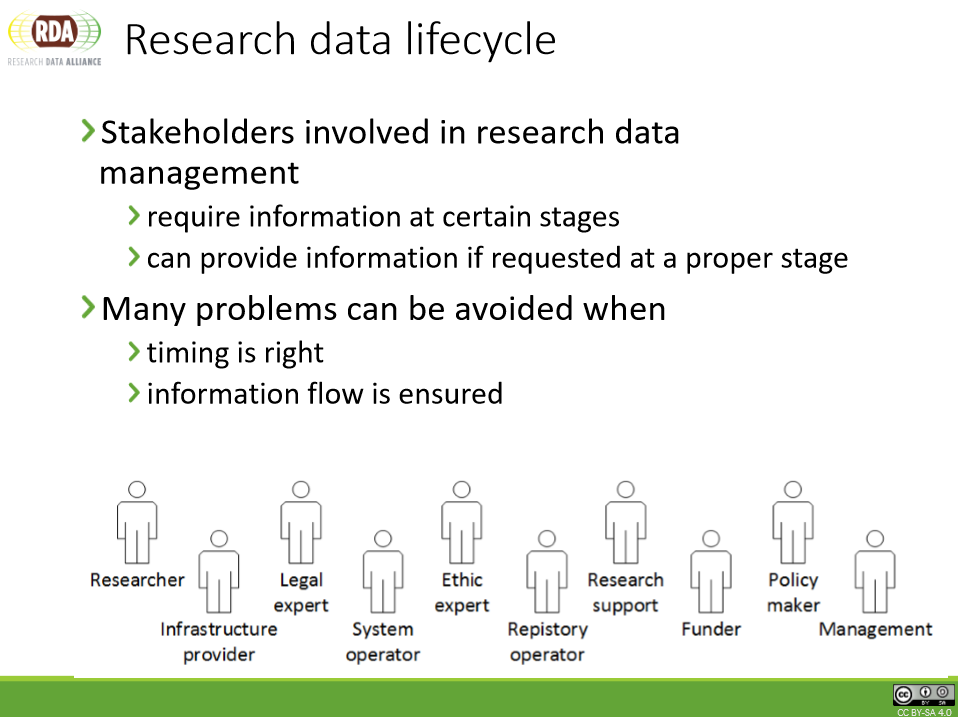 RDA
RESEARCH DATA ALLIANCE
Research data lifecycle
Stakeholders involved in research data
management
require information at certain stages
can provide information if requested at a proper stage
Many problems can be avoided when
timing is right
information flow is ensured
Researcher
Infrastructure
provider
Legal
expert
System
operator
Ethic
expert
Repistory
operator
Research
support
Funder
Policy
maker
Management
cc
BY SA
CC BY-SA 4.0